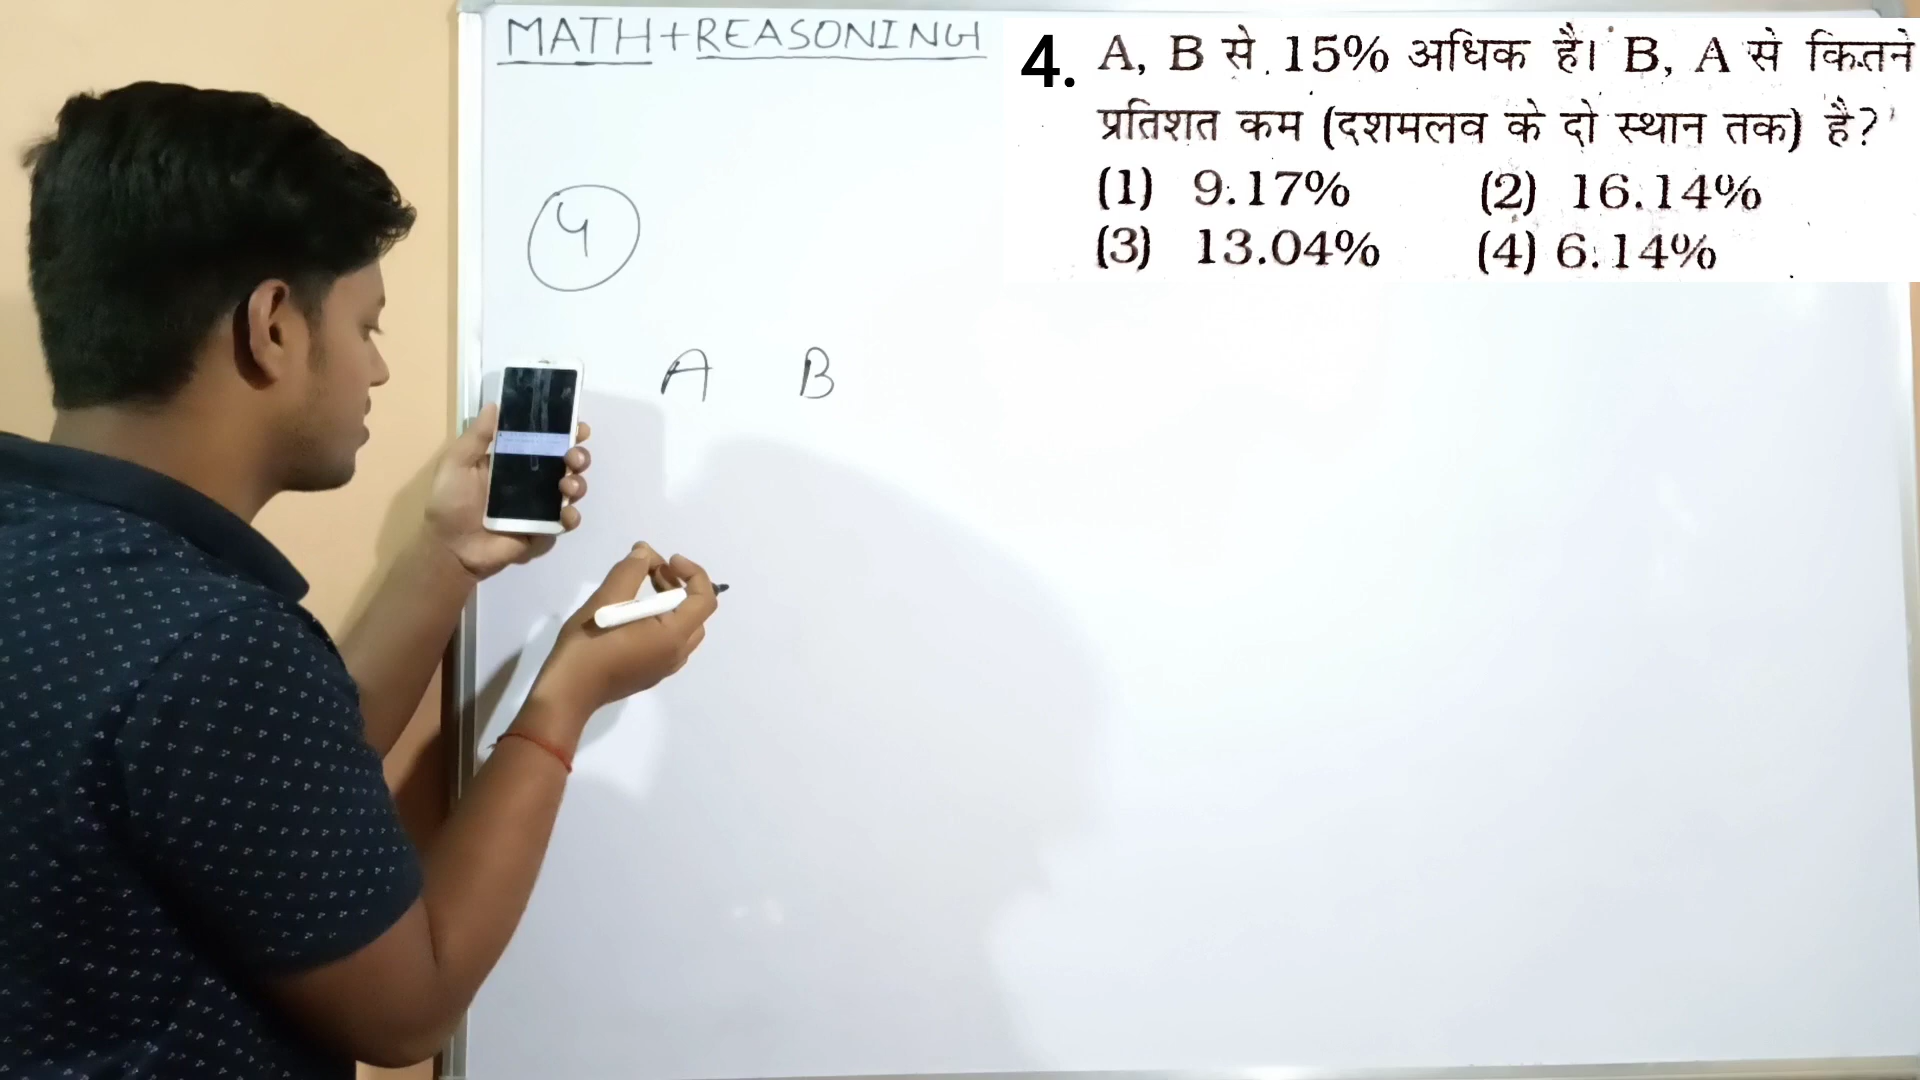 MATH+REASONING
4. A, B से 15% अधिक है। B, A से कितने
प्रतिशत कम (दशमलव के दो स्थान तक) है?
(1) 9.17% (2) 16.14%
(3) 13.04% (4) 6.14%
4
A B